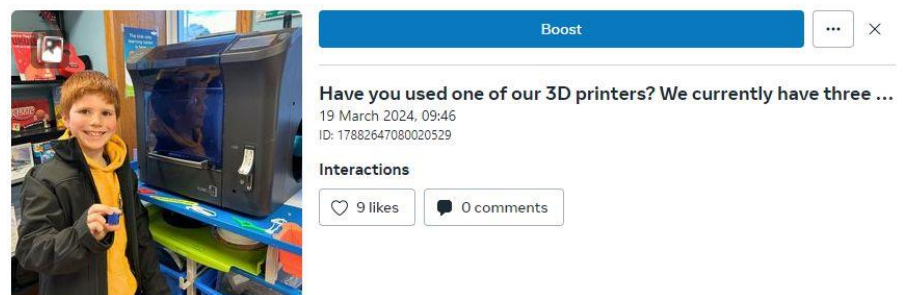 Boost
Have you used one of our 3D printers? We currently have three ...
19 March 2024, 09:46
ID: 17882647080020529
Interactions
9 likes
0 comments